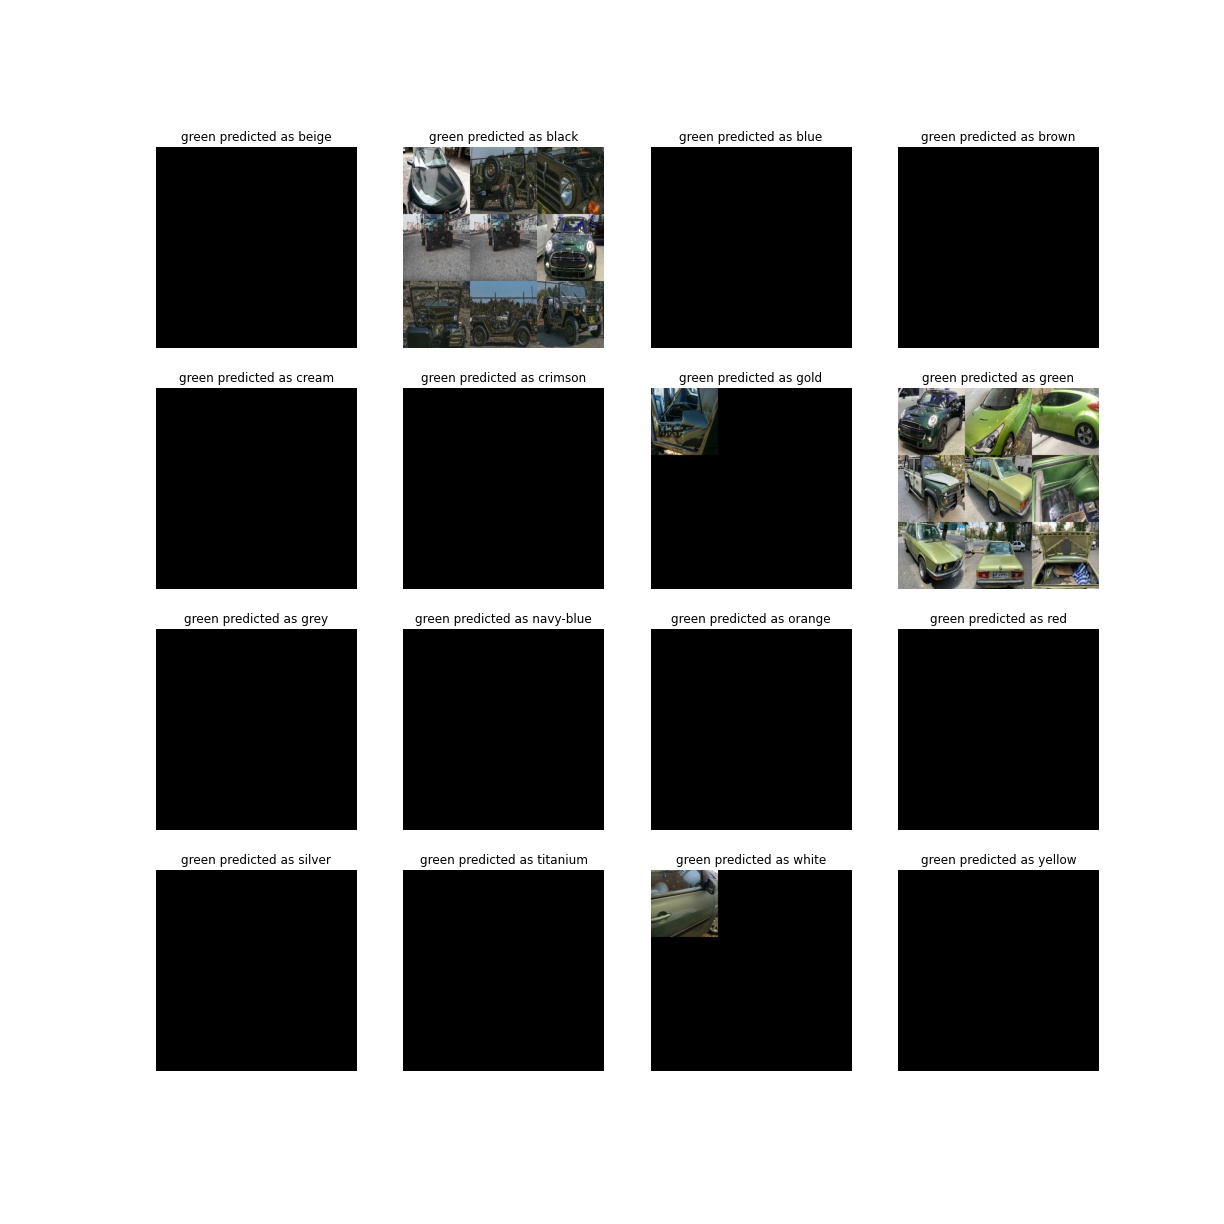 green predicted as beige
green predicted as black
green predicted as blue
green predicted as brown
green predicted as cream
green predicted as crimson
green predicted as gold
green predicted as green
green predicted as grey
green predicted as navy-blue
green predicted as orange
green predicted as red
green predicted as silver
green predicted as titanium
green predicted as white
green predicted as yellow